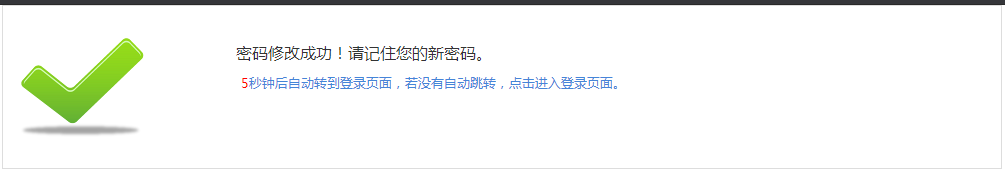 密码修改成功！请记住您的新密码。
5秒钟后自动转到登录页面，若没有自动跳转，点击进入登录页面。